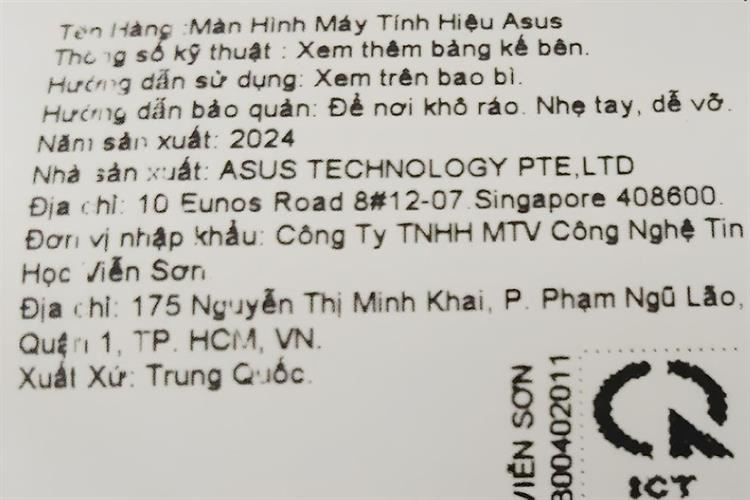 Tên Hàng :Màn Hình Máy Tính Hiệu Asus
Thông số kỹ thuật : Xem thêm bảng kế bên.
Hướng dẫn sử dụng: Xem trên bao bì.
Hướng dẫn bảo quản: Để nơi khô ráo. Nhẹ tay, dễ vỡ.
Năm sản xuất: 2024
Nhà sản xuất: ASUS TECHNOLOGY PTE,LTD
Địa chỉ: 10 Eunos Road 8#12-07.Singapore 408600.
Đơn vị nhập khẩu: Công Ty TNHH MTV Công Nghệ Tin
Học Viễn Sơn
Địa chỉ: 175 Nguyễn Thị Minh Khai, P. Phạm Ngũ Lão,
Quận 1, TP. HCM, VN.
Xuất Xứ: Trung Quốc.
VIỄN SƠN
300402011
ICT